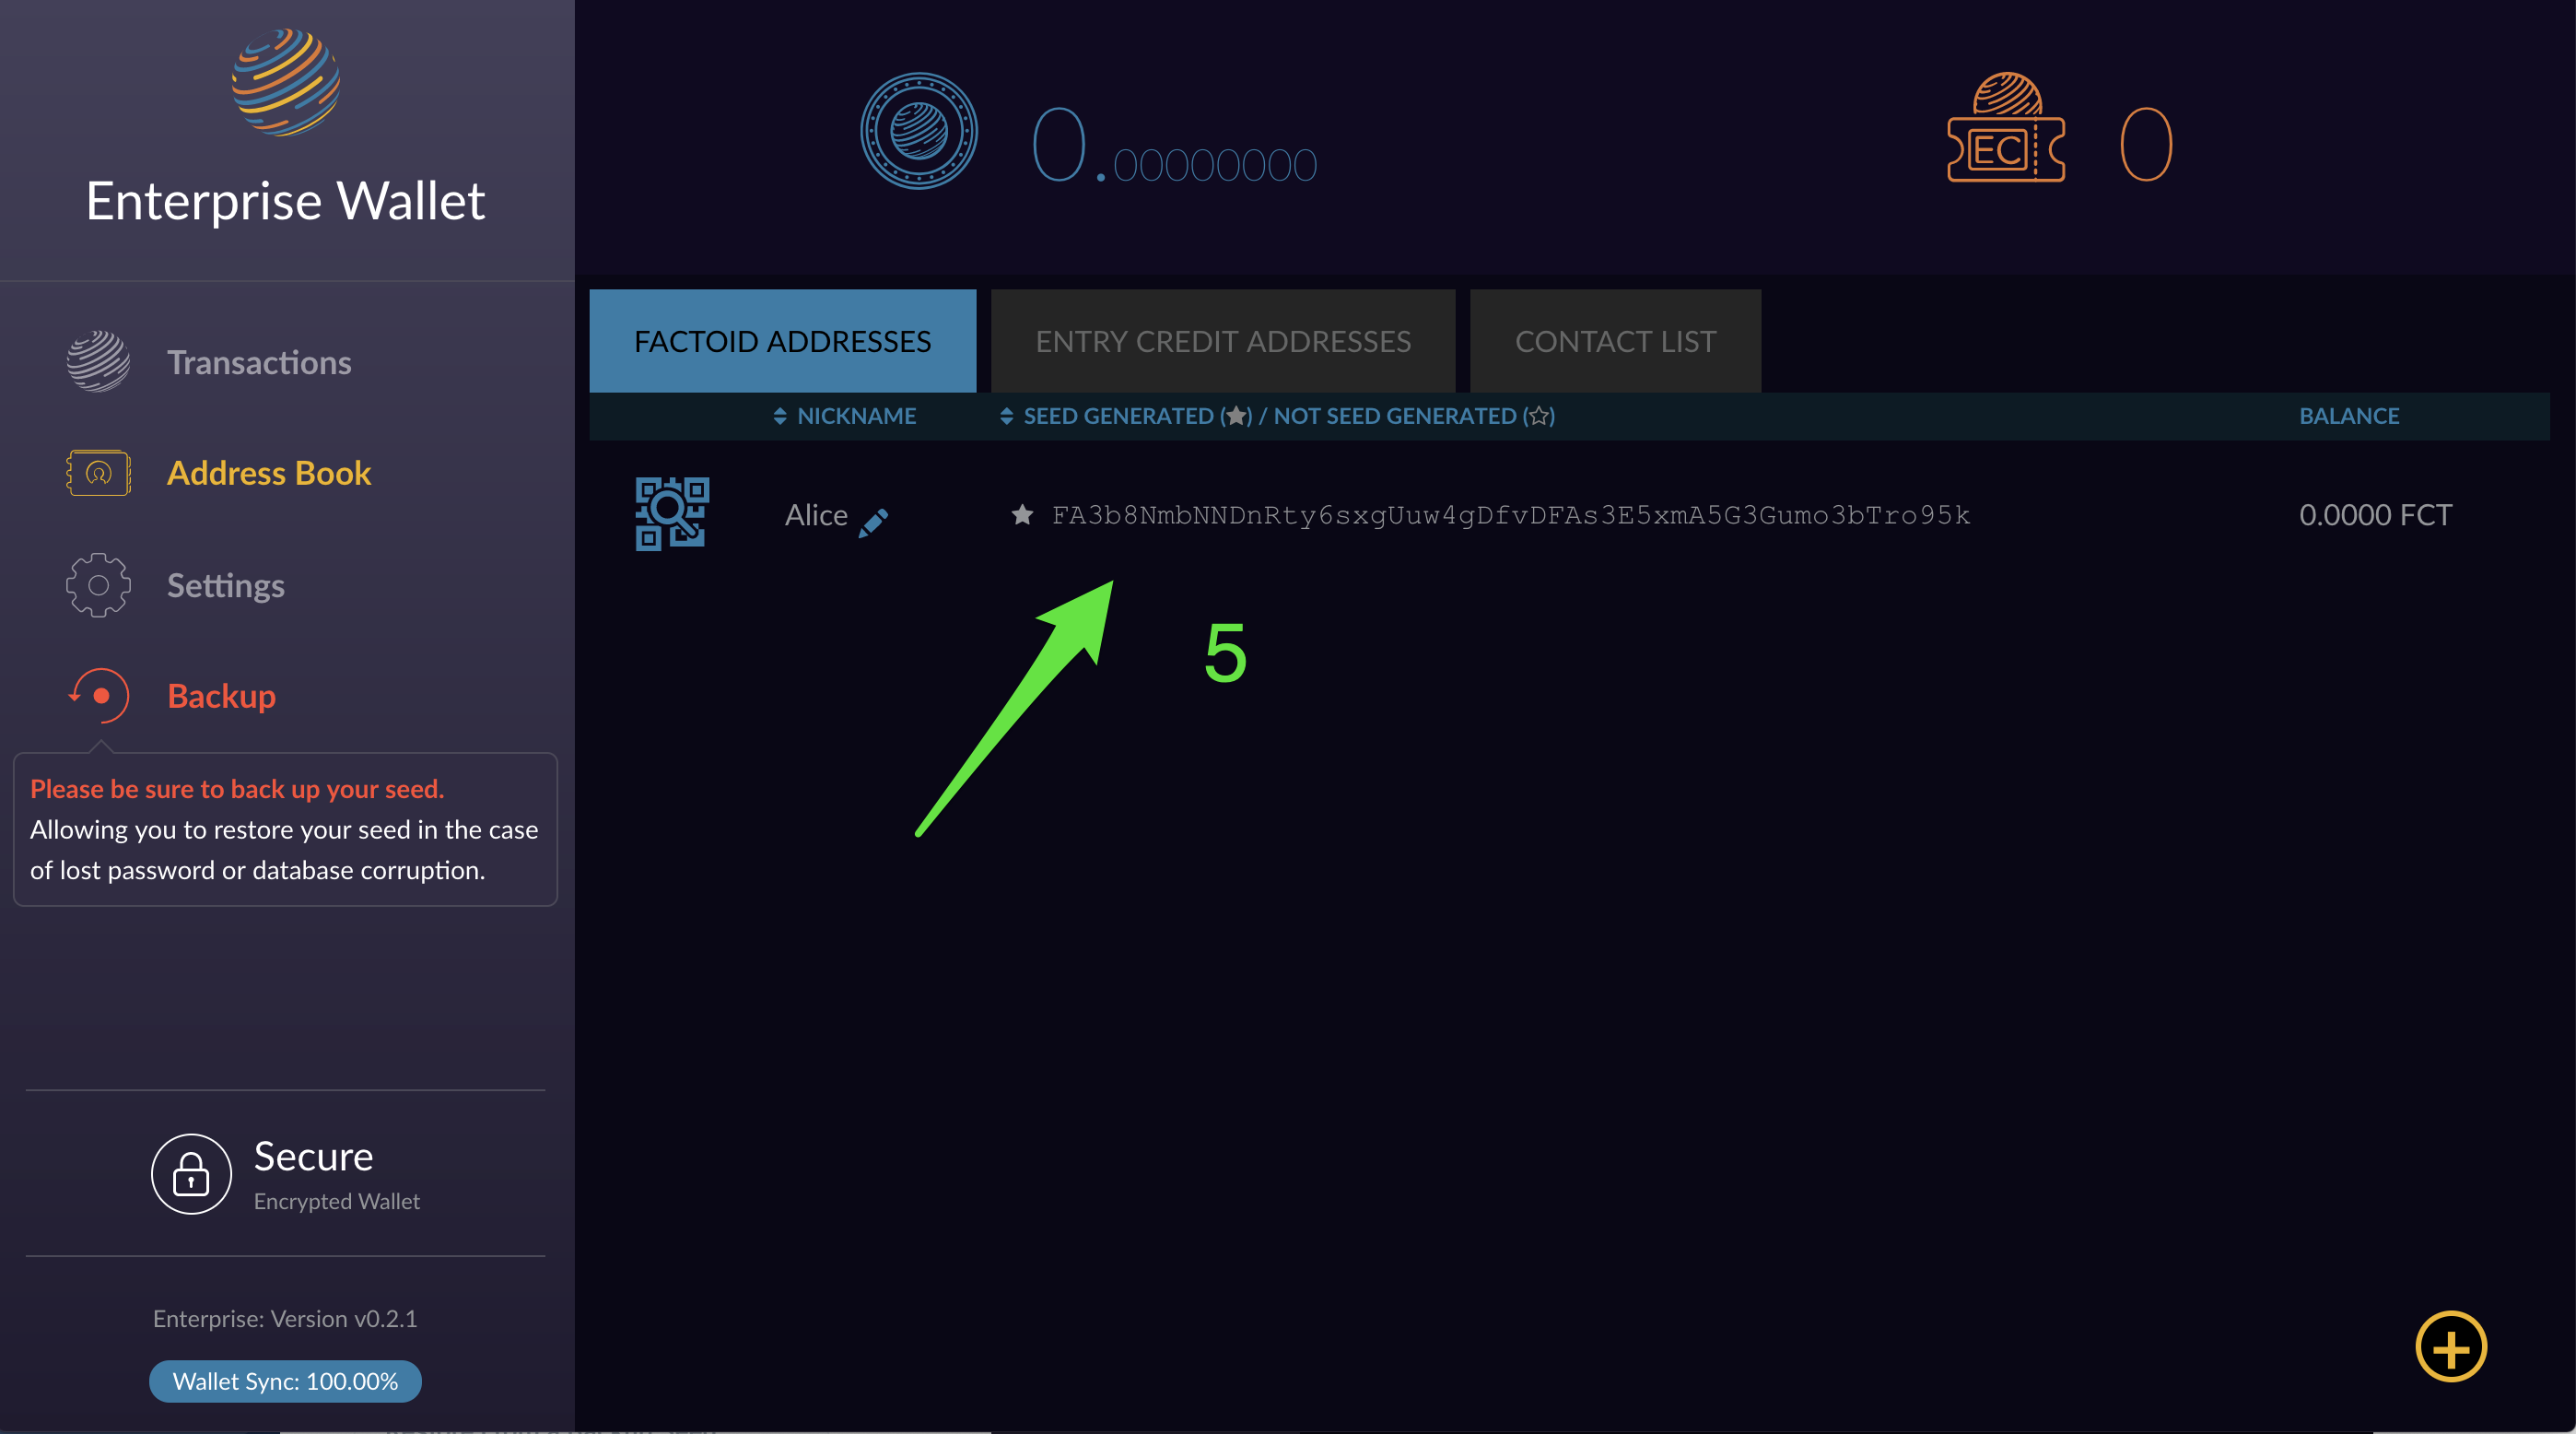 Enterprise Wallet
Transactions
Address Book
Settings
Backup
Please be sure to back up your seed.
Allowing you to restore your seed in the case
of lost password or database corruption.
Secure
Encrypted Wallet
Enterprise: Version v0.2.1
Wallet Sync: 100.00%
0.00000000
EC
0
FACTOID ADDRESSES
ENTRY CREDIT ADDRESSES
CONTACT LIST
NICKNAME
SEED GENERATED (★) / NOT SEED GENERATED (☆)
BALANCE
Alice
★ FA3b8NmbNNDnRty6sxgUuw4gDfvDFAs3E5xmA5G3Gumo3bTro95k
0.0000 FCT
5